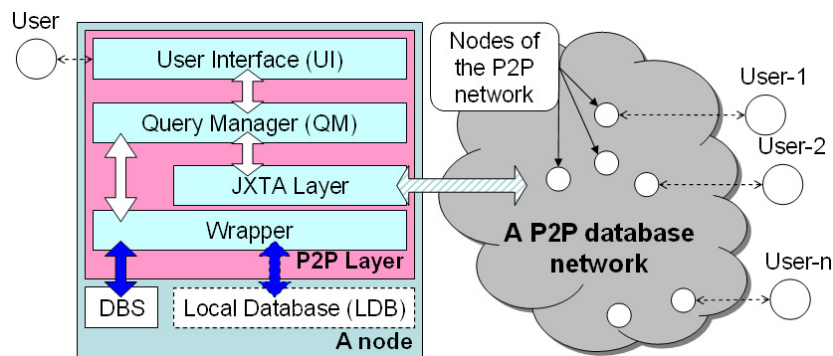 User
User Interface (UI)
Query Manager (QM)
JXTA Layer
Wrapper
P2P Layer
DBS
Local Database (LDB)
A node
Nodes of
the P2P
network
User-1
User-2
A P2P database
network
User-n